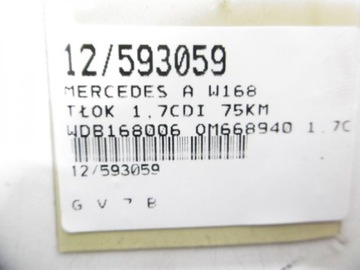 12/593059
MERCEDES A W168
TŁOK 1,7CDI 75KM
WDB168006 OM668940 1.7C
12/593059
G V 7 B